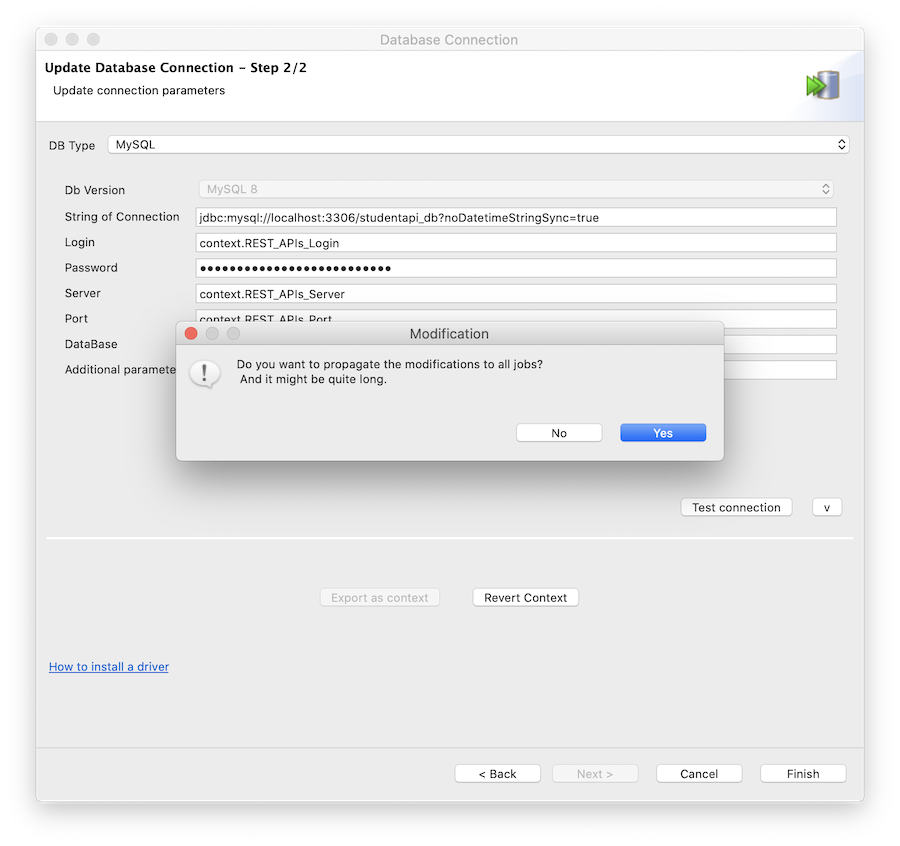 Database Connection
Update Database Connection – Step 2/2
Update connection parameters
DB Type MySQL
Db Version MySQL 8
String of Connection jdbc:mysql://localhost:3306/studentapi_db?noDatetimeStringSync=true
Login context.REST_APIs_Login
Password ●●●●●●●●●●●●●●●●●●●●●●●●●●
Server context.REST_APIs_Server
Port context.REST_APIs_Port
Modification
DataBase
Do you want to propagate the modifications to all jobs?
Additional paramete
And it might be quite long.
No Yes
Test connection v
Export as context Revert Context
How to install a driver
< Back Next > Cancel Finish